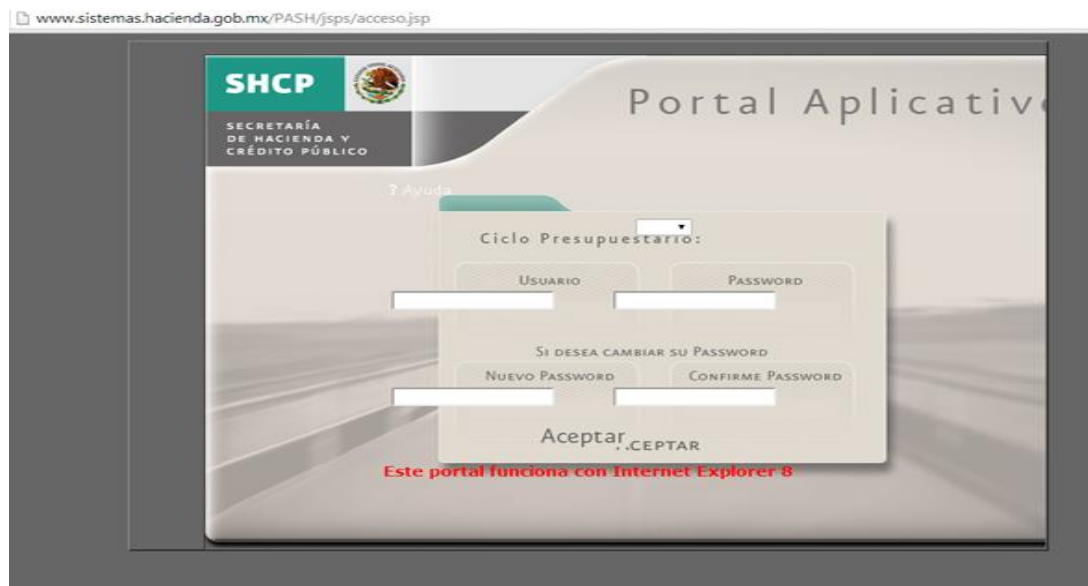 www.sistemas.hacienda.gob.mx/PASH/jsps/acceso.jsp
SHCP
Portal Aplicativo
SECRETARÍA
DE HACIENDA Y
CRÉDITO PÚBLICO
? Ayuda
Ciclo Presupuestario:
USUARIO PASSWORD
SI DESEA CAMBIAR SU PASSWORD
NUEVO PASSWORD CONFIRME PASSWORD
Aceptar ACEPTAR
Este portal funciona con Internet Explorer 8